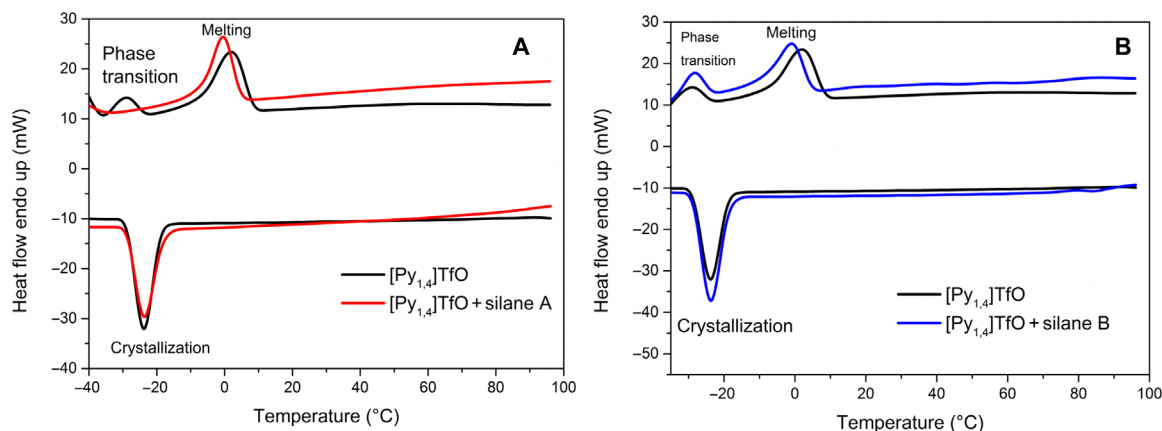 A
Heat flow endo up (mW)
30
20
10
0
–10
–20
–30
–40
Melting
Phase
transition
[Py1,4]TfO
[Py1,4]TfO + silane A
Crystallization
–40
–20
0
20
40
60
80
100
Temperature (°C)
B
Heat flow endo up (mW)
30
20
10
0
–10
–20
–30
–40
–50
Melting
Phase
transition
[Py1,4]TfO
[Py1,4]TfO + silane B
Crystallization
–20
0
20
40
60
80
100
Temperature (°C)